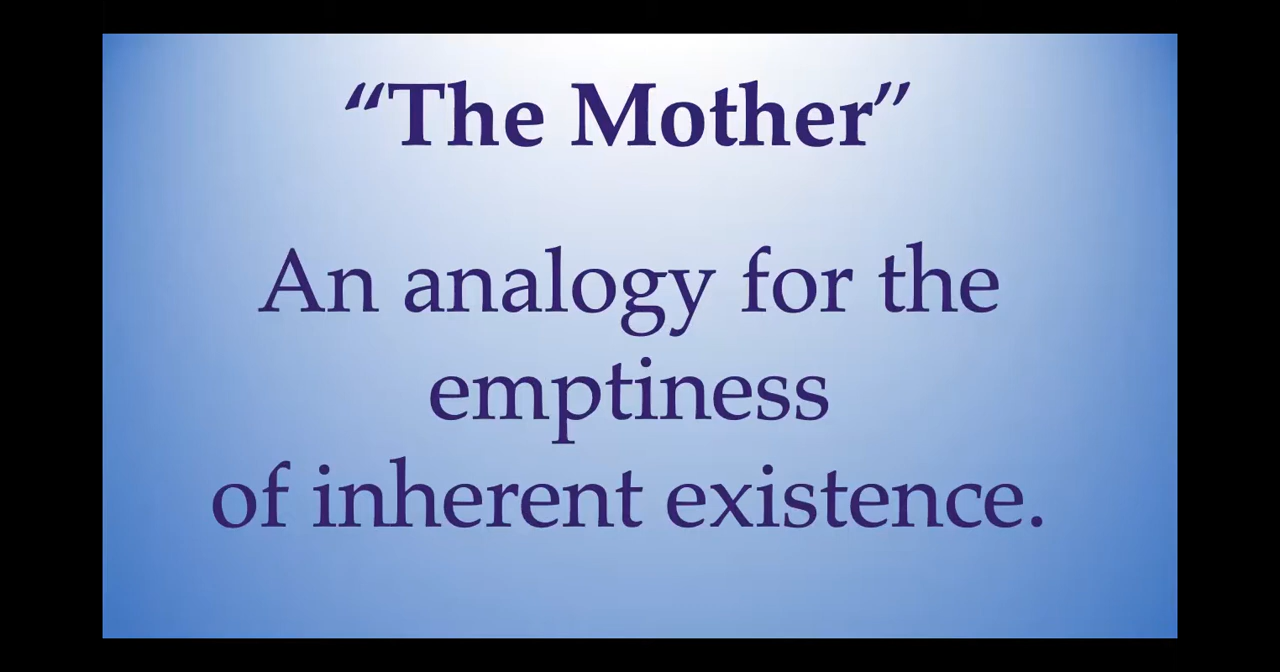 “The Mother”
An analogy for the
emptiness
of inherent existence.